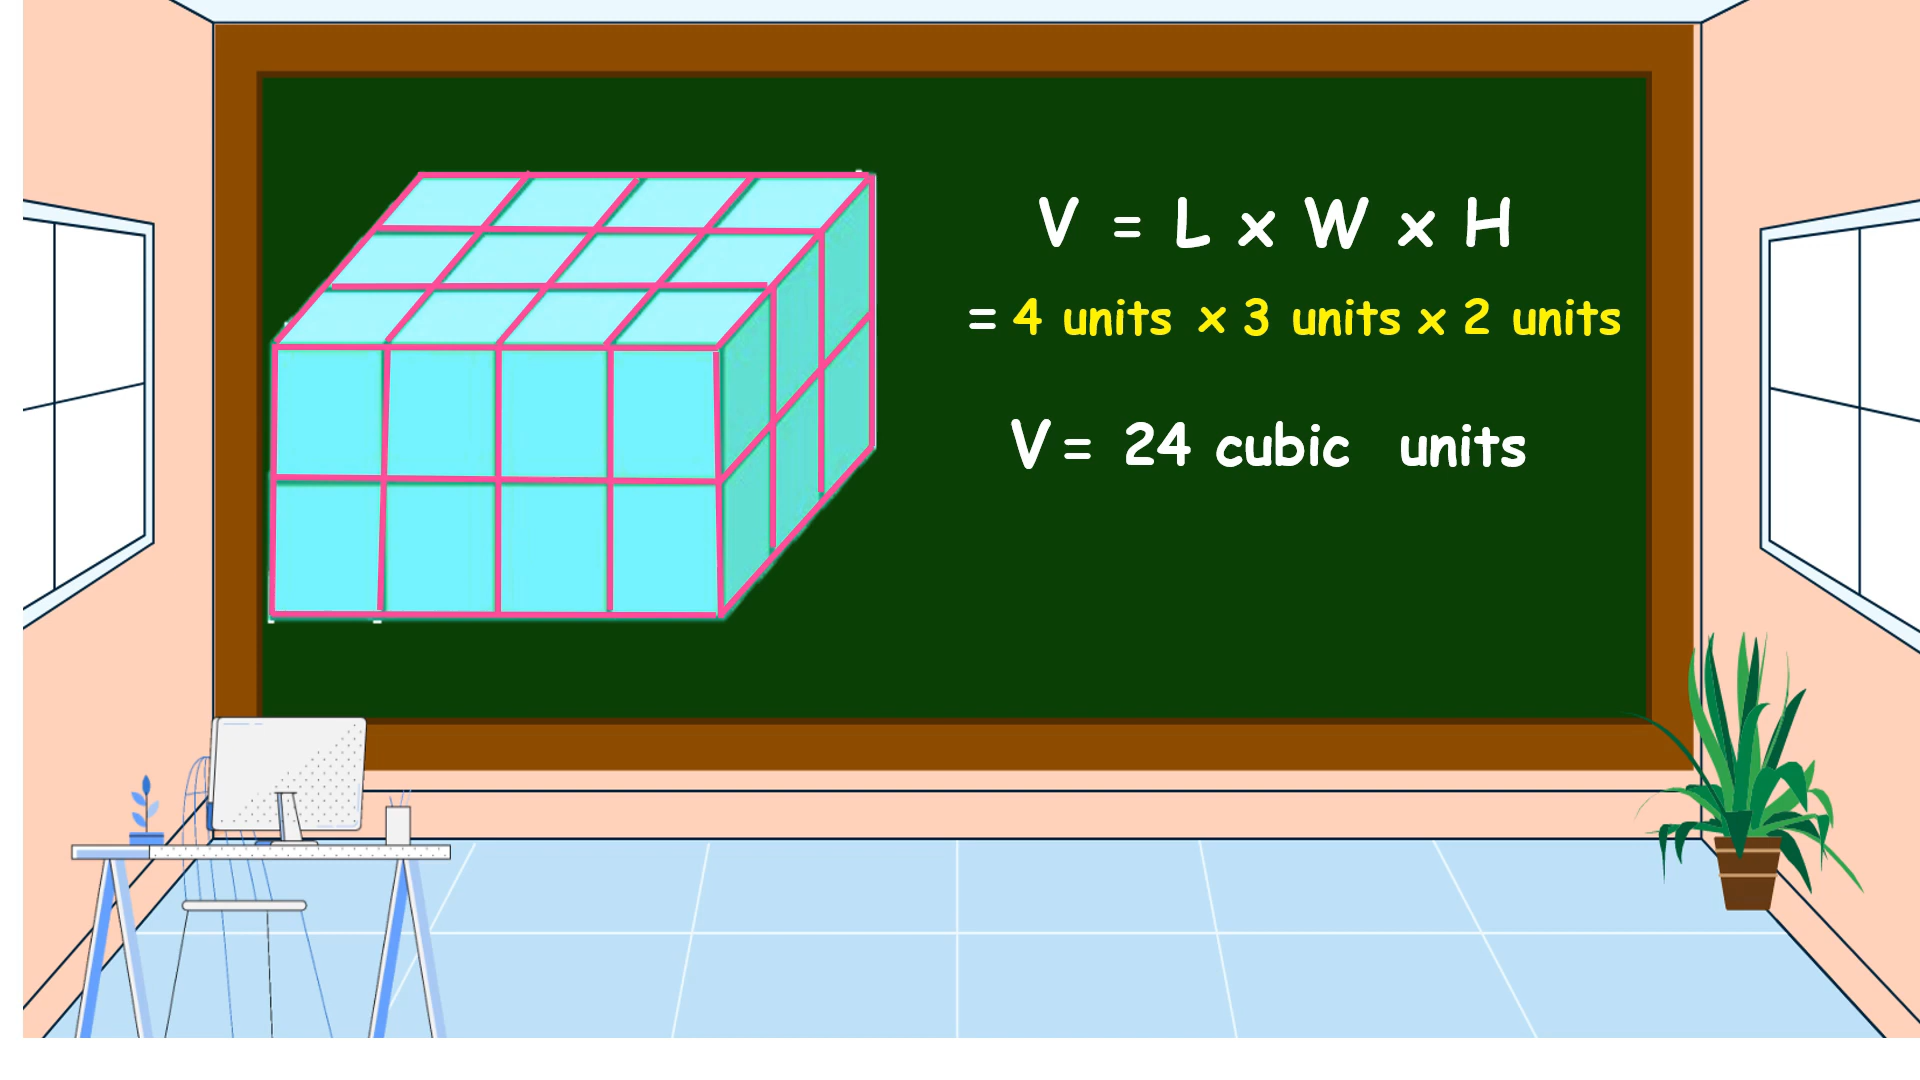 V = L x W x H
= 4 units x 3 units x 2 units
V = 24 cubic units